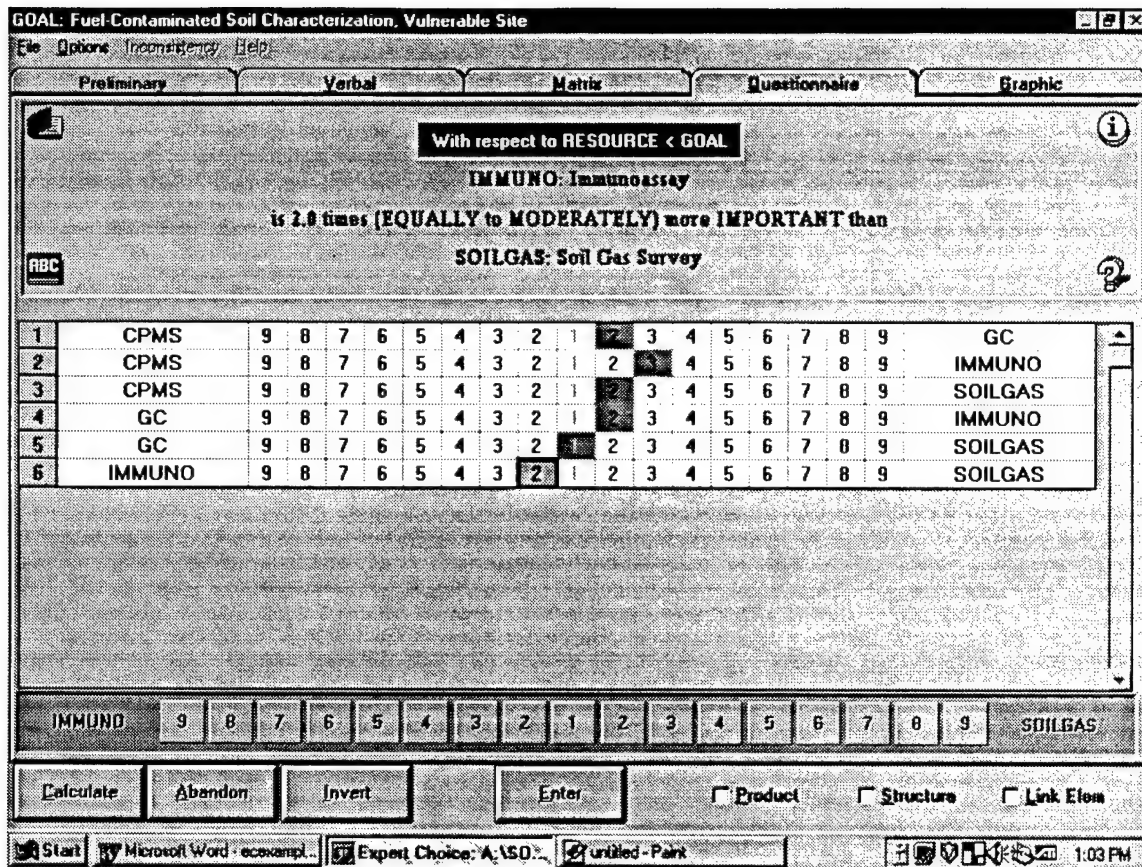 GOAL: Fuel-Contaminated Soil Characterization, Vulnerable Site
File Options Inconsistency Help
Preliminary Verbal Matrix Questionnaire Graphic
With respect to RESOURCE < GOAL
IMMUNO: Immunoassay
is 2.0 times (EQUALLY to MODERATELY) more IMPORTANT than
ABC
SOILGAS: Soil Gas Survey
1 CPMS 9 8 7 6 5 4 3 2 1 2 3 4 5 6 7 8 9 GC
2 CPMS 9 8 7 6 5 4 3 2 1 2 3 4 5 6 7 8 9 IMMUNO
3 CPMS 9 8 7 6 5 4 3 2 1 2 3 4 5 6 7 8 9 SOILGAS
4 GC 9 8 7 6 5 4 3 2 1 2 3 4 5 6 7 8 9 IMMUNO
5 GC 9 8 7 6 5 4 3 2 1 2 3 4 5 6 7 8 9 SOILGAS
6 IMMUNO 9 8 7 6 5 4 3 2 1 2 3 4 5 6 7 8 9 SOILGAS
IMMUNO 9 8 7 6 5 4 3 2 1 2 3 4 5 6 7 8 9 SOILGAS
Calculate Abandon Invert Enter Product Structure Link Elem
Start Microsoft Word - ecexampl... Expert Choice: A:\SO... untitled - Paint 1:03 PM